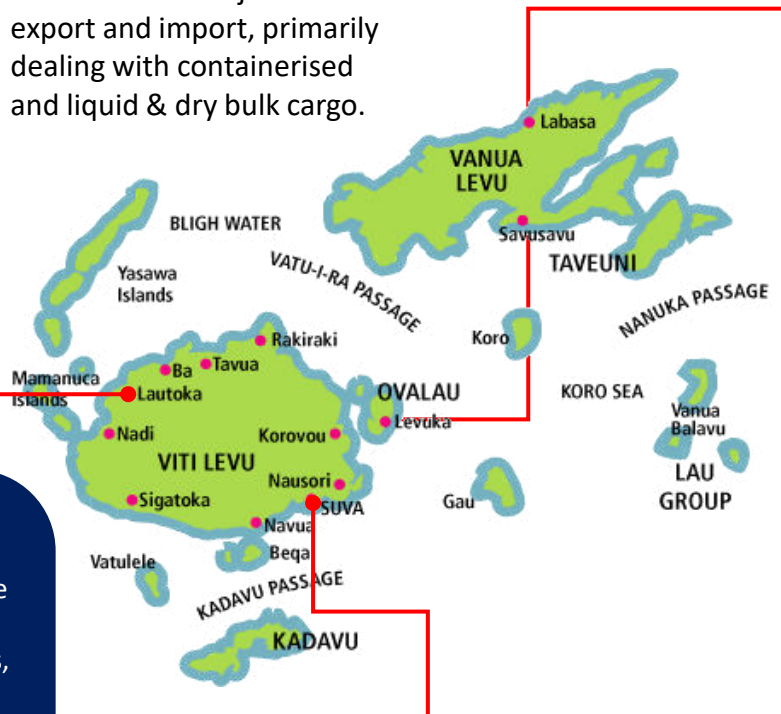 export and import, primarily
dealing with containerised
and liquid & dry bulk cargo.
Labasa
VANUA
LEVU
BLIGH WATER
Savusavu
VATU-I-RA PASSAGE
TAVEUNI
Yasawa
Islands
NANUKA PASSAGE
Koro
Rakiraki
Tavua
Ba
Mamanuca
Islands
Lautoka
OVALAU
KORO SEA
Levuka
Vanua
Balavu
Nadi
Korovou
VITI LEVU
LAU
GROUP
Nausori
Gau
Sigatoka
SUVA
Navua
Beqa
Vatulele
KADAVU PASSAGE
KADAVU